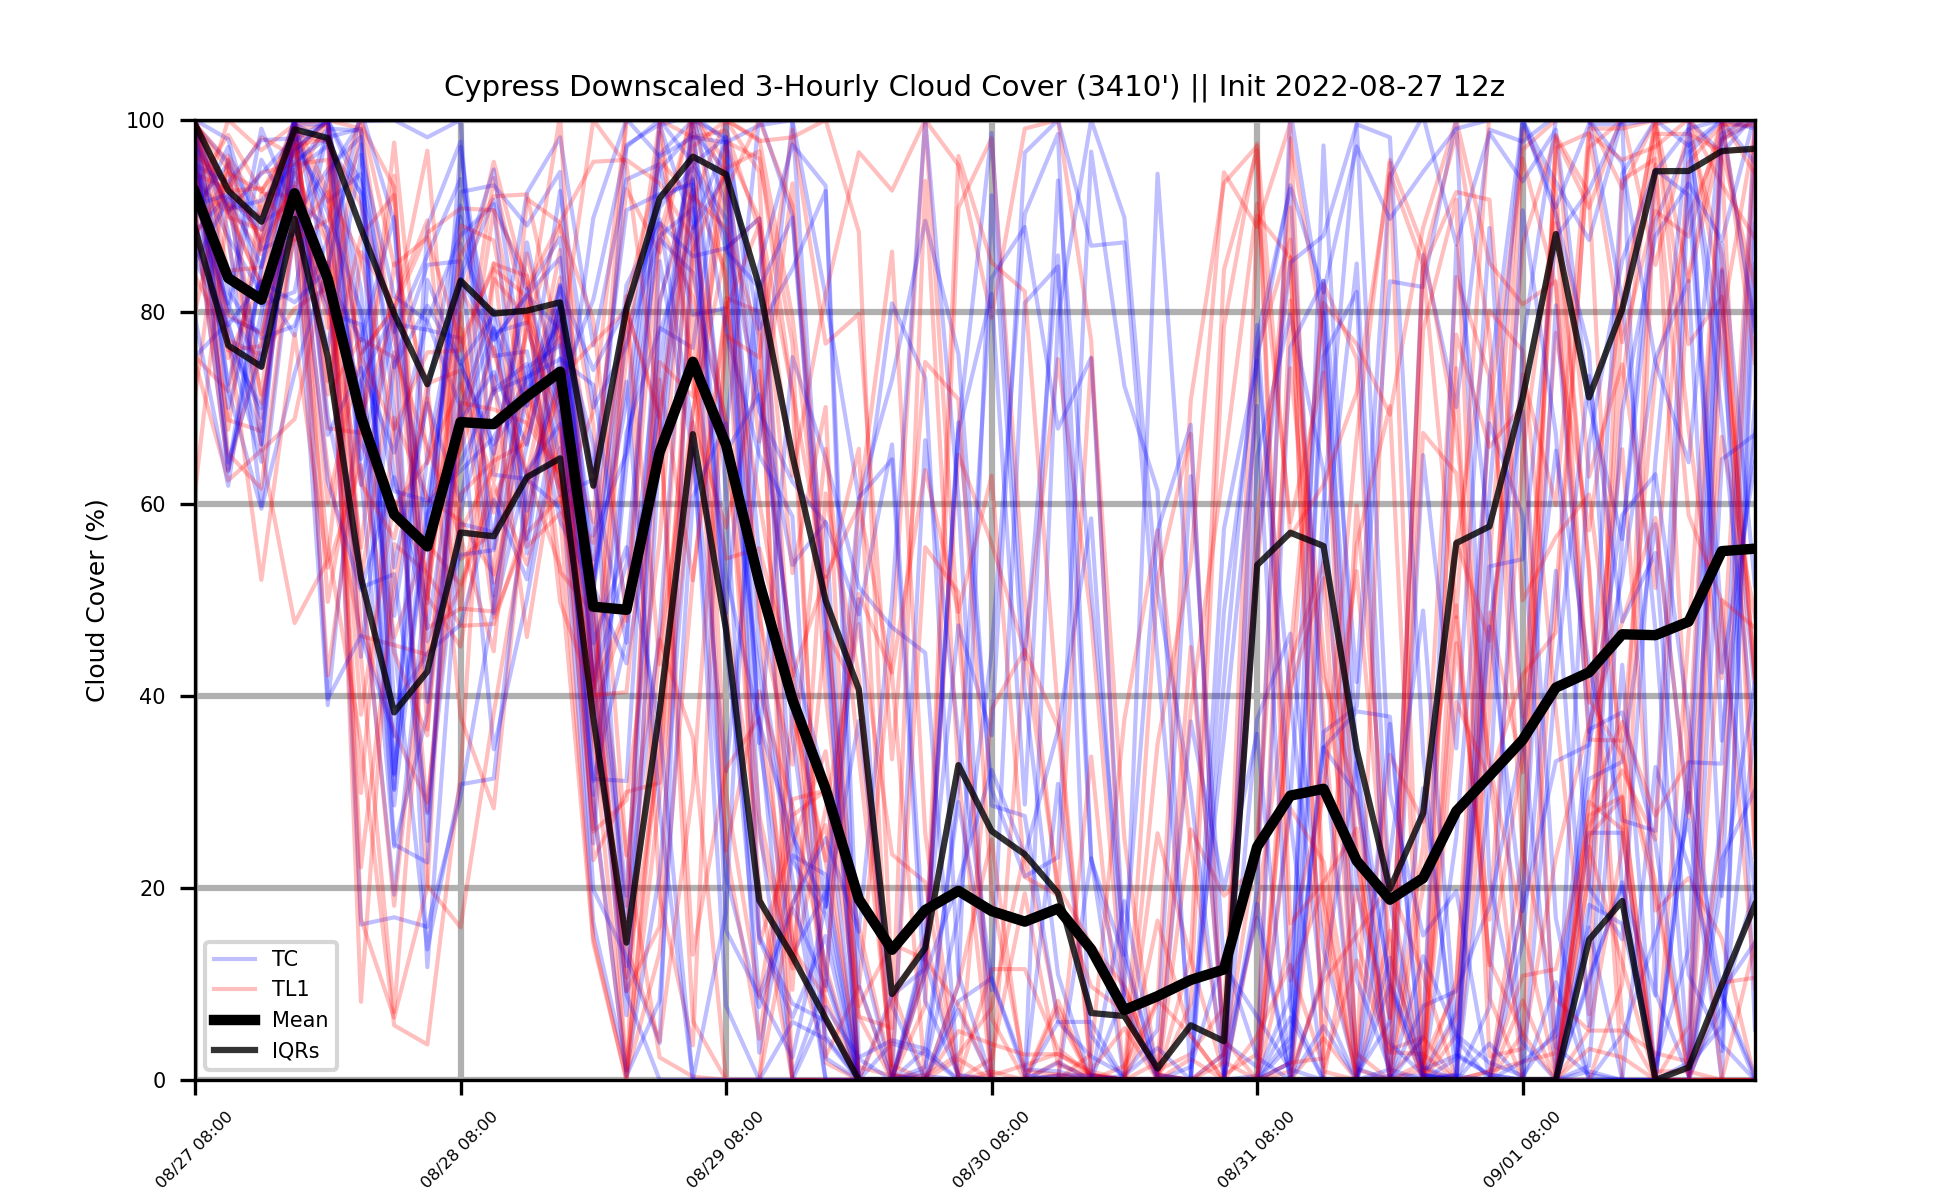 Cypress Downscaled 3-Hourly Cloud Cover (3410') || Init 2022-08-27 12z
Cloud Cover (%)
100
80
60
40
20
0
TC
TL1
Mean
IQRs
08/27 08:00
08/28 08:00
08/29 08:00
08/30 08:00
08/31 08:00
09/01 08:00